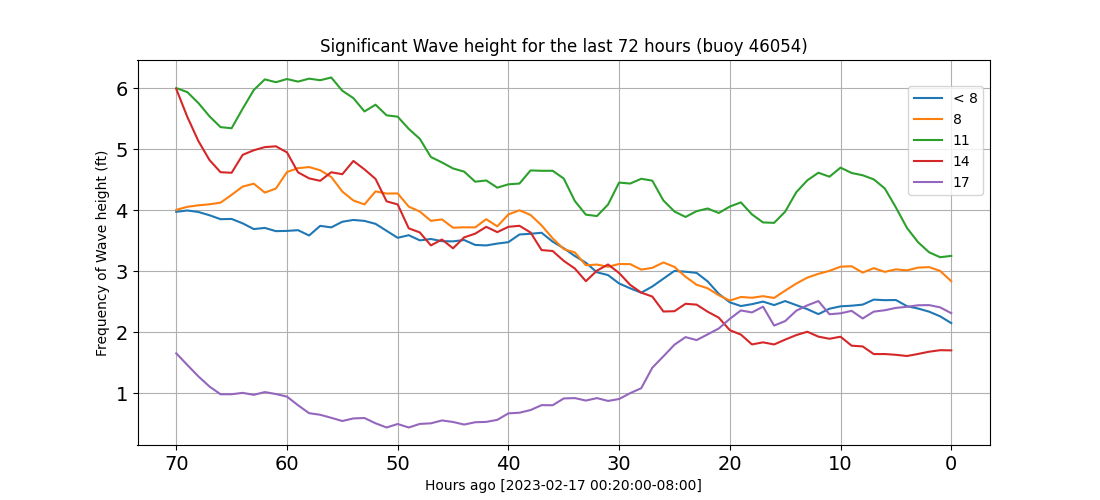 Significant Wave height for the last 72 hours (buoy 46054)
Frequency of Wave height (ft)
6
5
4
3
2
1
< 8
8
11
14
17
70 60 50 40 30 20 10 0
Hours ago [2023-02-17 00:20:00-08:00]